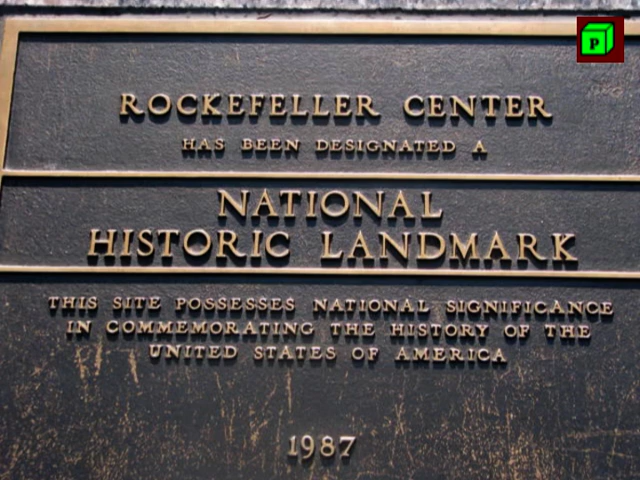 P
ROCKEFELLER CENTER
HAS BEEN DESIGNATED A
NATIONAL
HISTORIC LANDMARK
THIS SITE POSSESSES NATIONAL SIGNIFICANCE
IN COMMEMORATING THE HISTORY OF THE
UNITED STATES OF AMERICA
1987